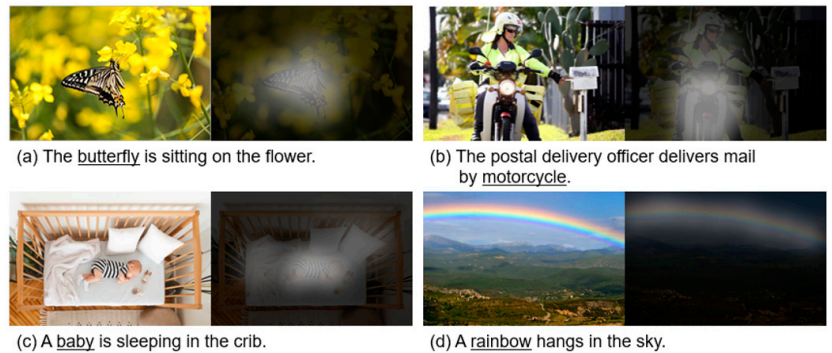 (a) The butterfly is sitting on the flower.
(b) The postal delivery officer delivers mail
by motorcycle.
(c) A baby is sleeping in the crib.
(d) A rainbow hangs in the sky.